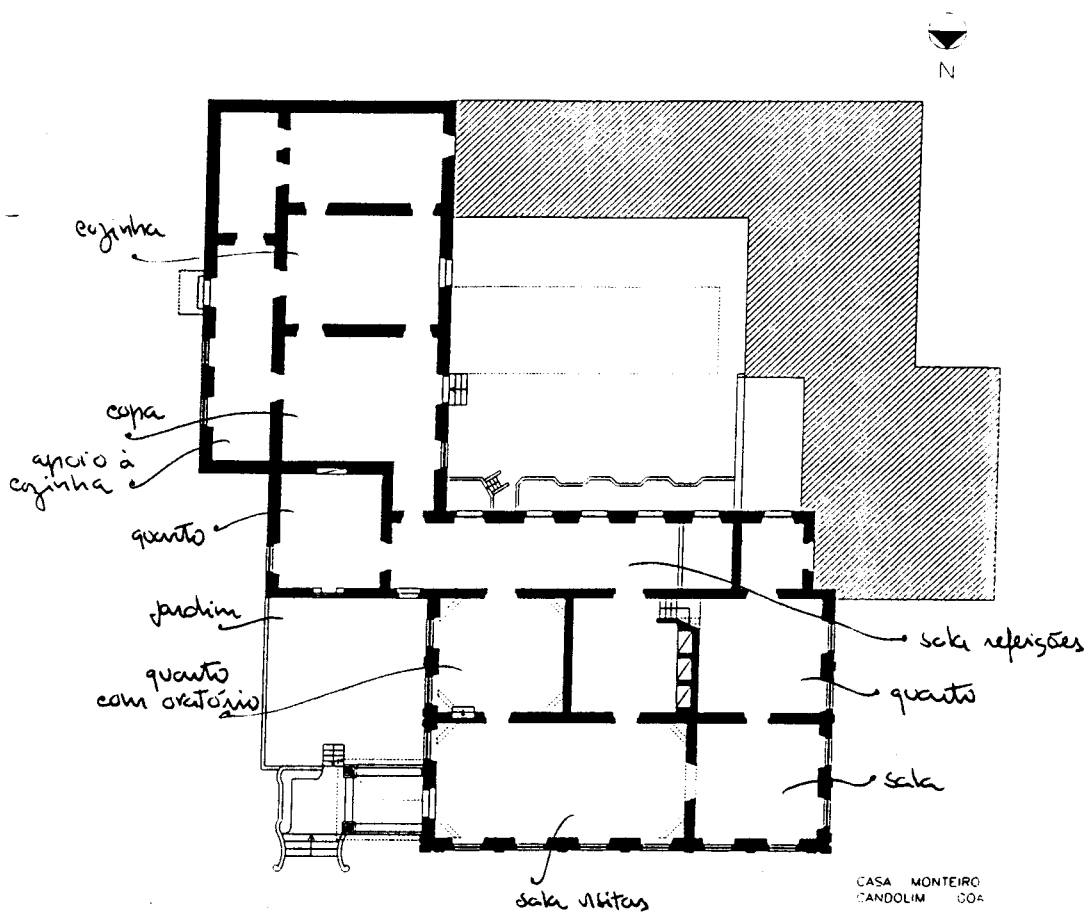 N
cozinha
copa
apoio à
cozinha
quarto
jardim
quarto
com oratório
sala refeições
quarto
sala
sala visitas
CASA MONTEIRO
CANDOLIM GOA